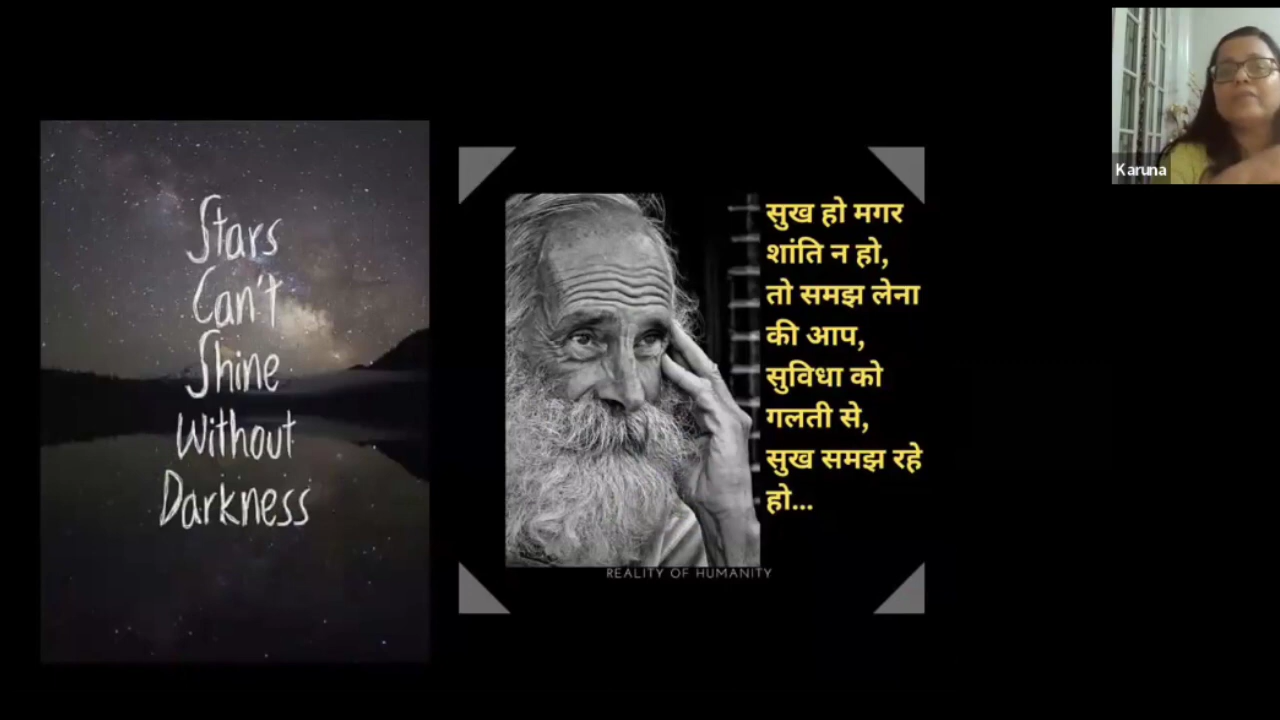 Stars
Can't
Shine
Without
Darkness
सुख हो मगर
शांति न हो,
तो समझ लेना
की आप,
सुविधा को
गलती से,
सुख समझ रहे
हो...
REALITY OF HUMANITY
Karuna